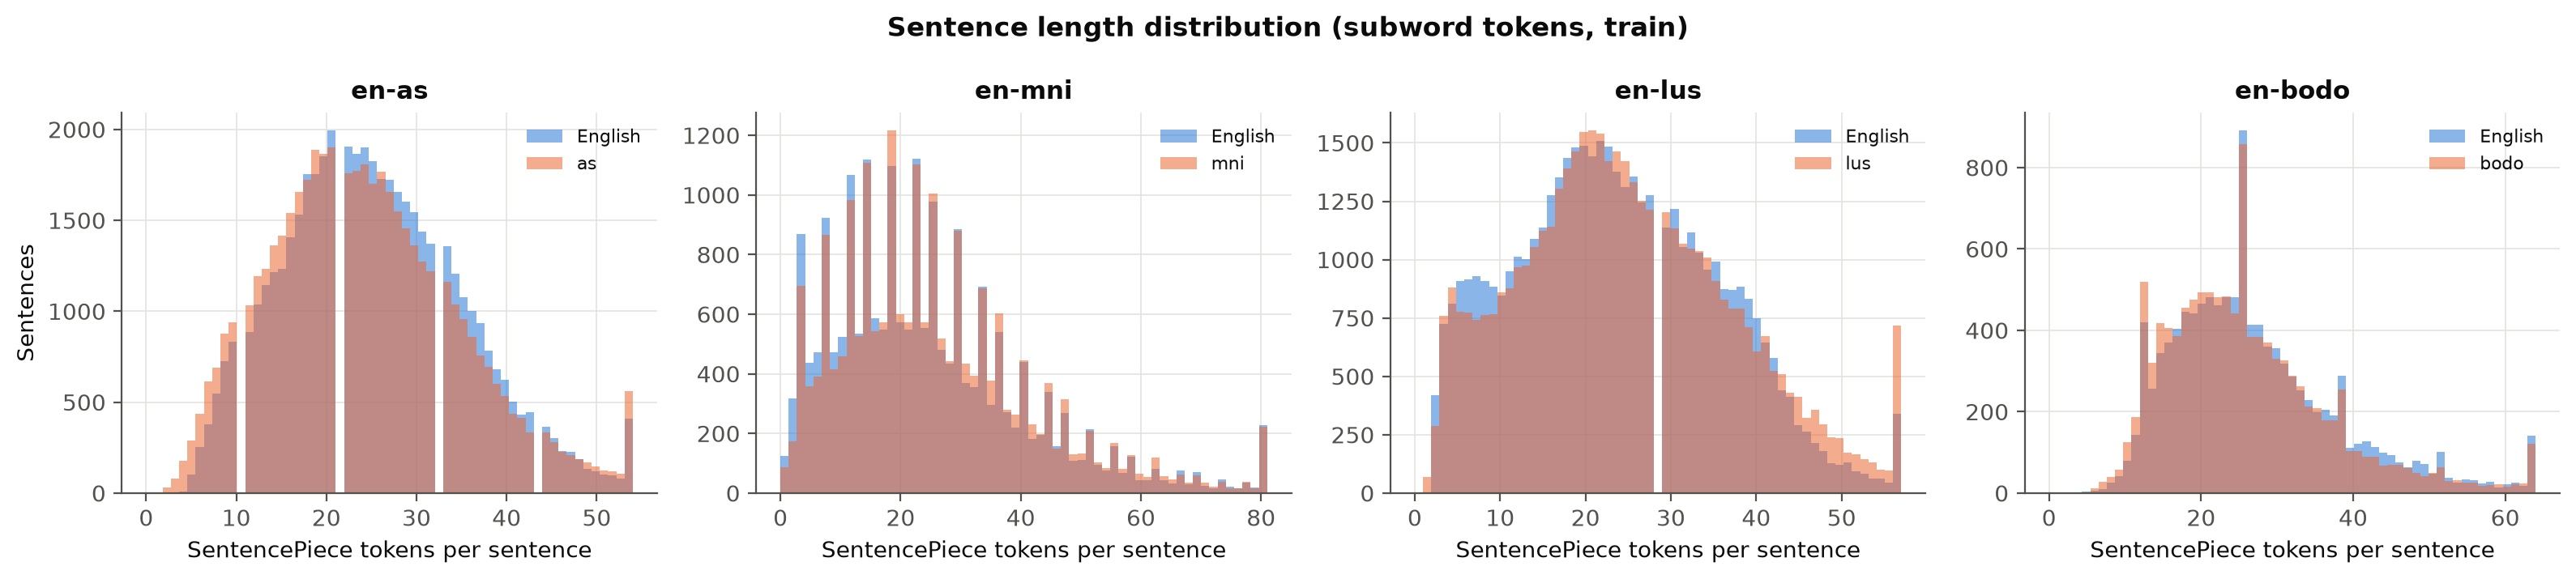 Sentence length distribution (subword tokens, train)
en-as
Sentences
2000
1500
1000
500
0
0 10 20 30 40 50
SentencePiece tokens per sentence
English
as
en-mni
1200
1000
800
600
400
200
0
0 20 40 60 80
SentencePiece tokens per sentence
English
mni
en-lus
1500
1250
1000
750
500
250
0
0 10 20 30 40 50
SentencePiece tokens per sentence
English
lus
en-bodo
800
600
400
200
0
0 20 40 60
SentencePiece tokens per sentence
English
bodo